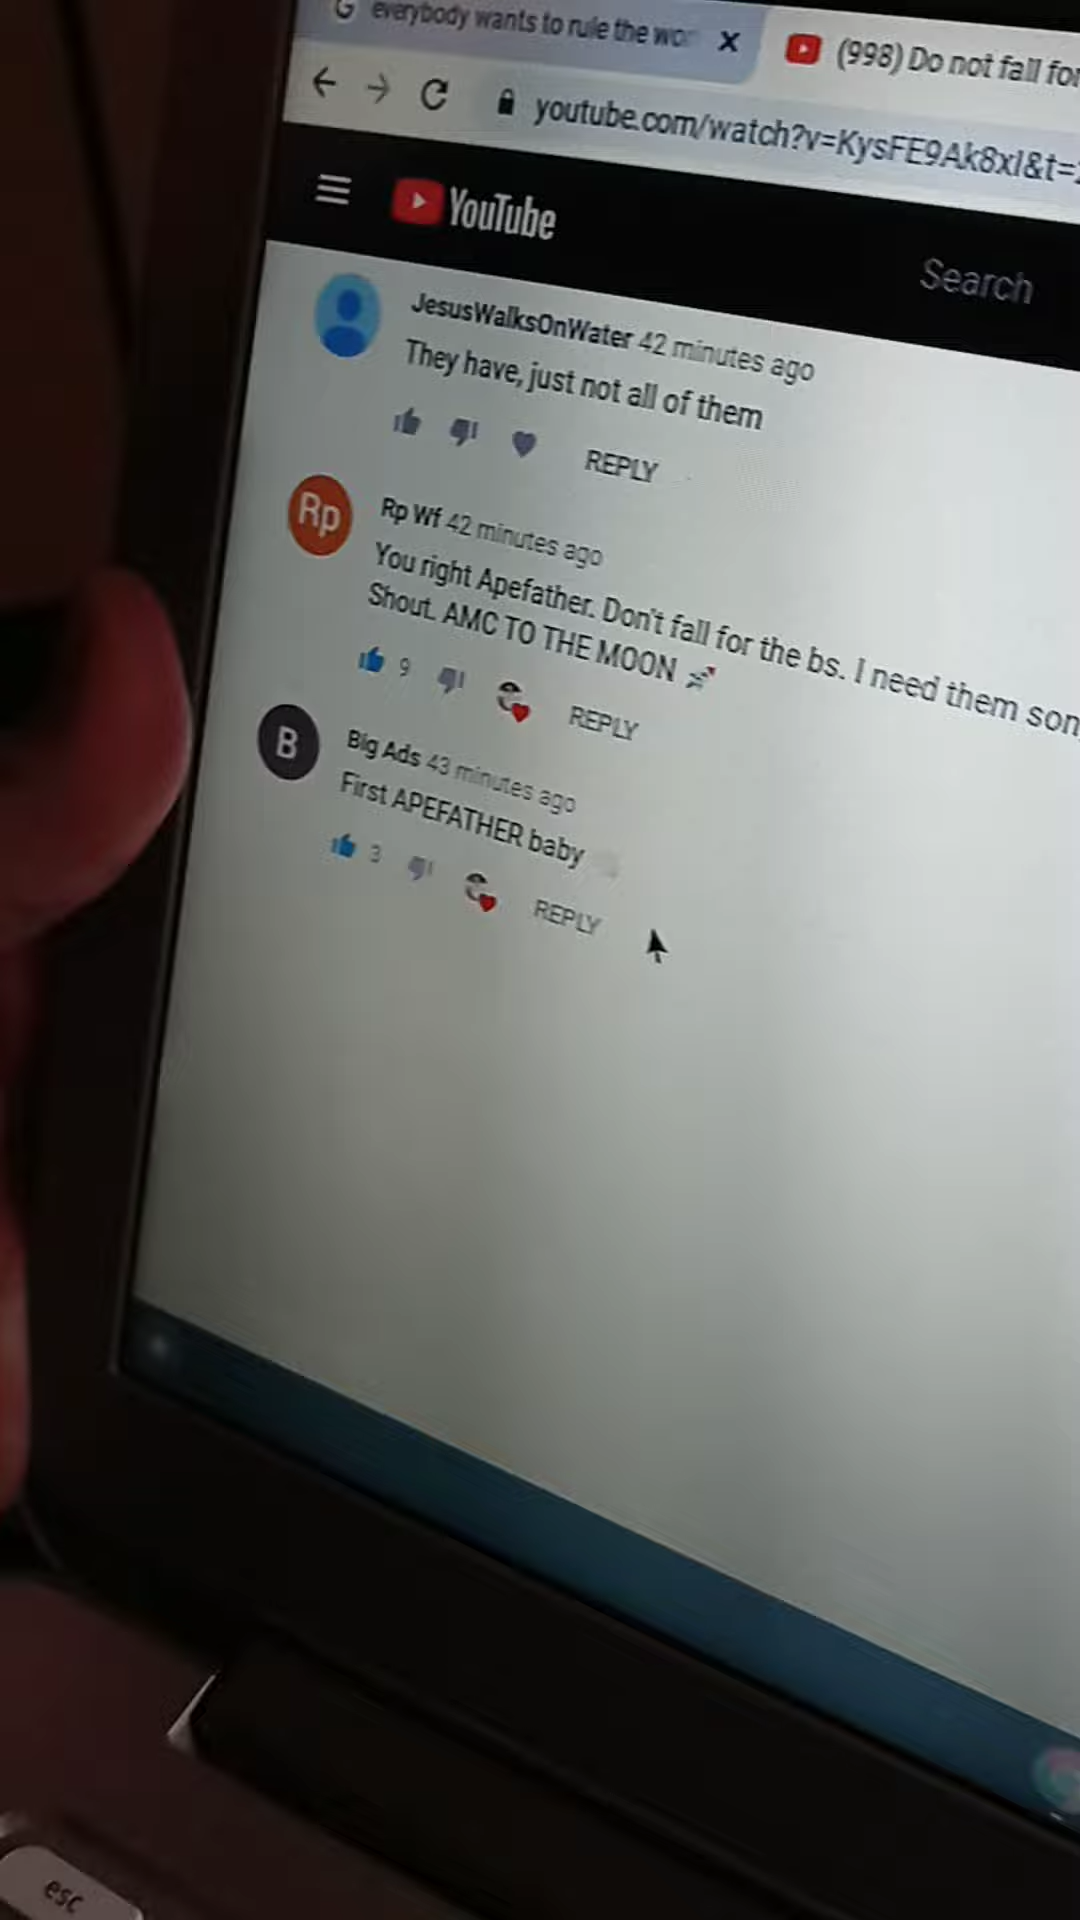 everybody wants to rule the wor
(998) Do not fall for
youtube.com/watch?v=KysFE9Ak8xI&t=
YouTube
Search
JesusWalksOnWater 42 minutes ago
They have, just not all of them
REPLY
Rp
Rp Wf 42 minutes ago
You right Apefather. Don't fall for the bs. I need them son
Shout. AMC TO THE MOON 🚀
9
REPLY
B
Big Ads 43 minutes ago
First APEFATHER baby
3
REPLY
esc